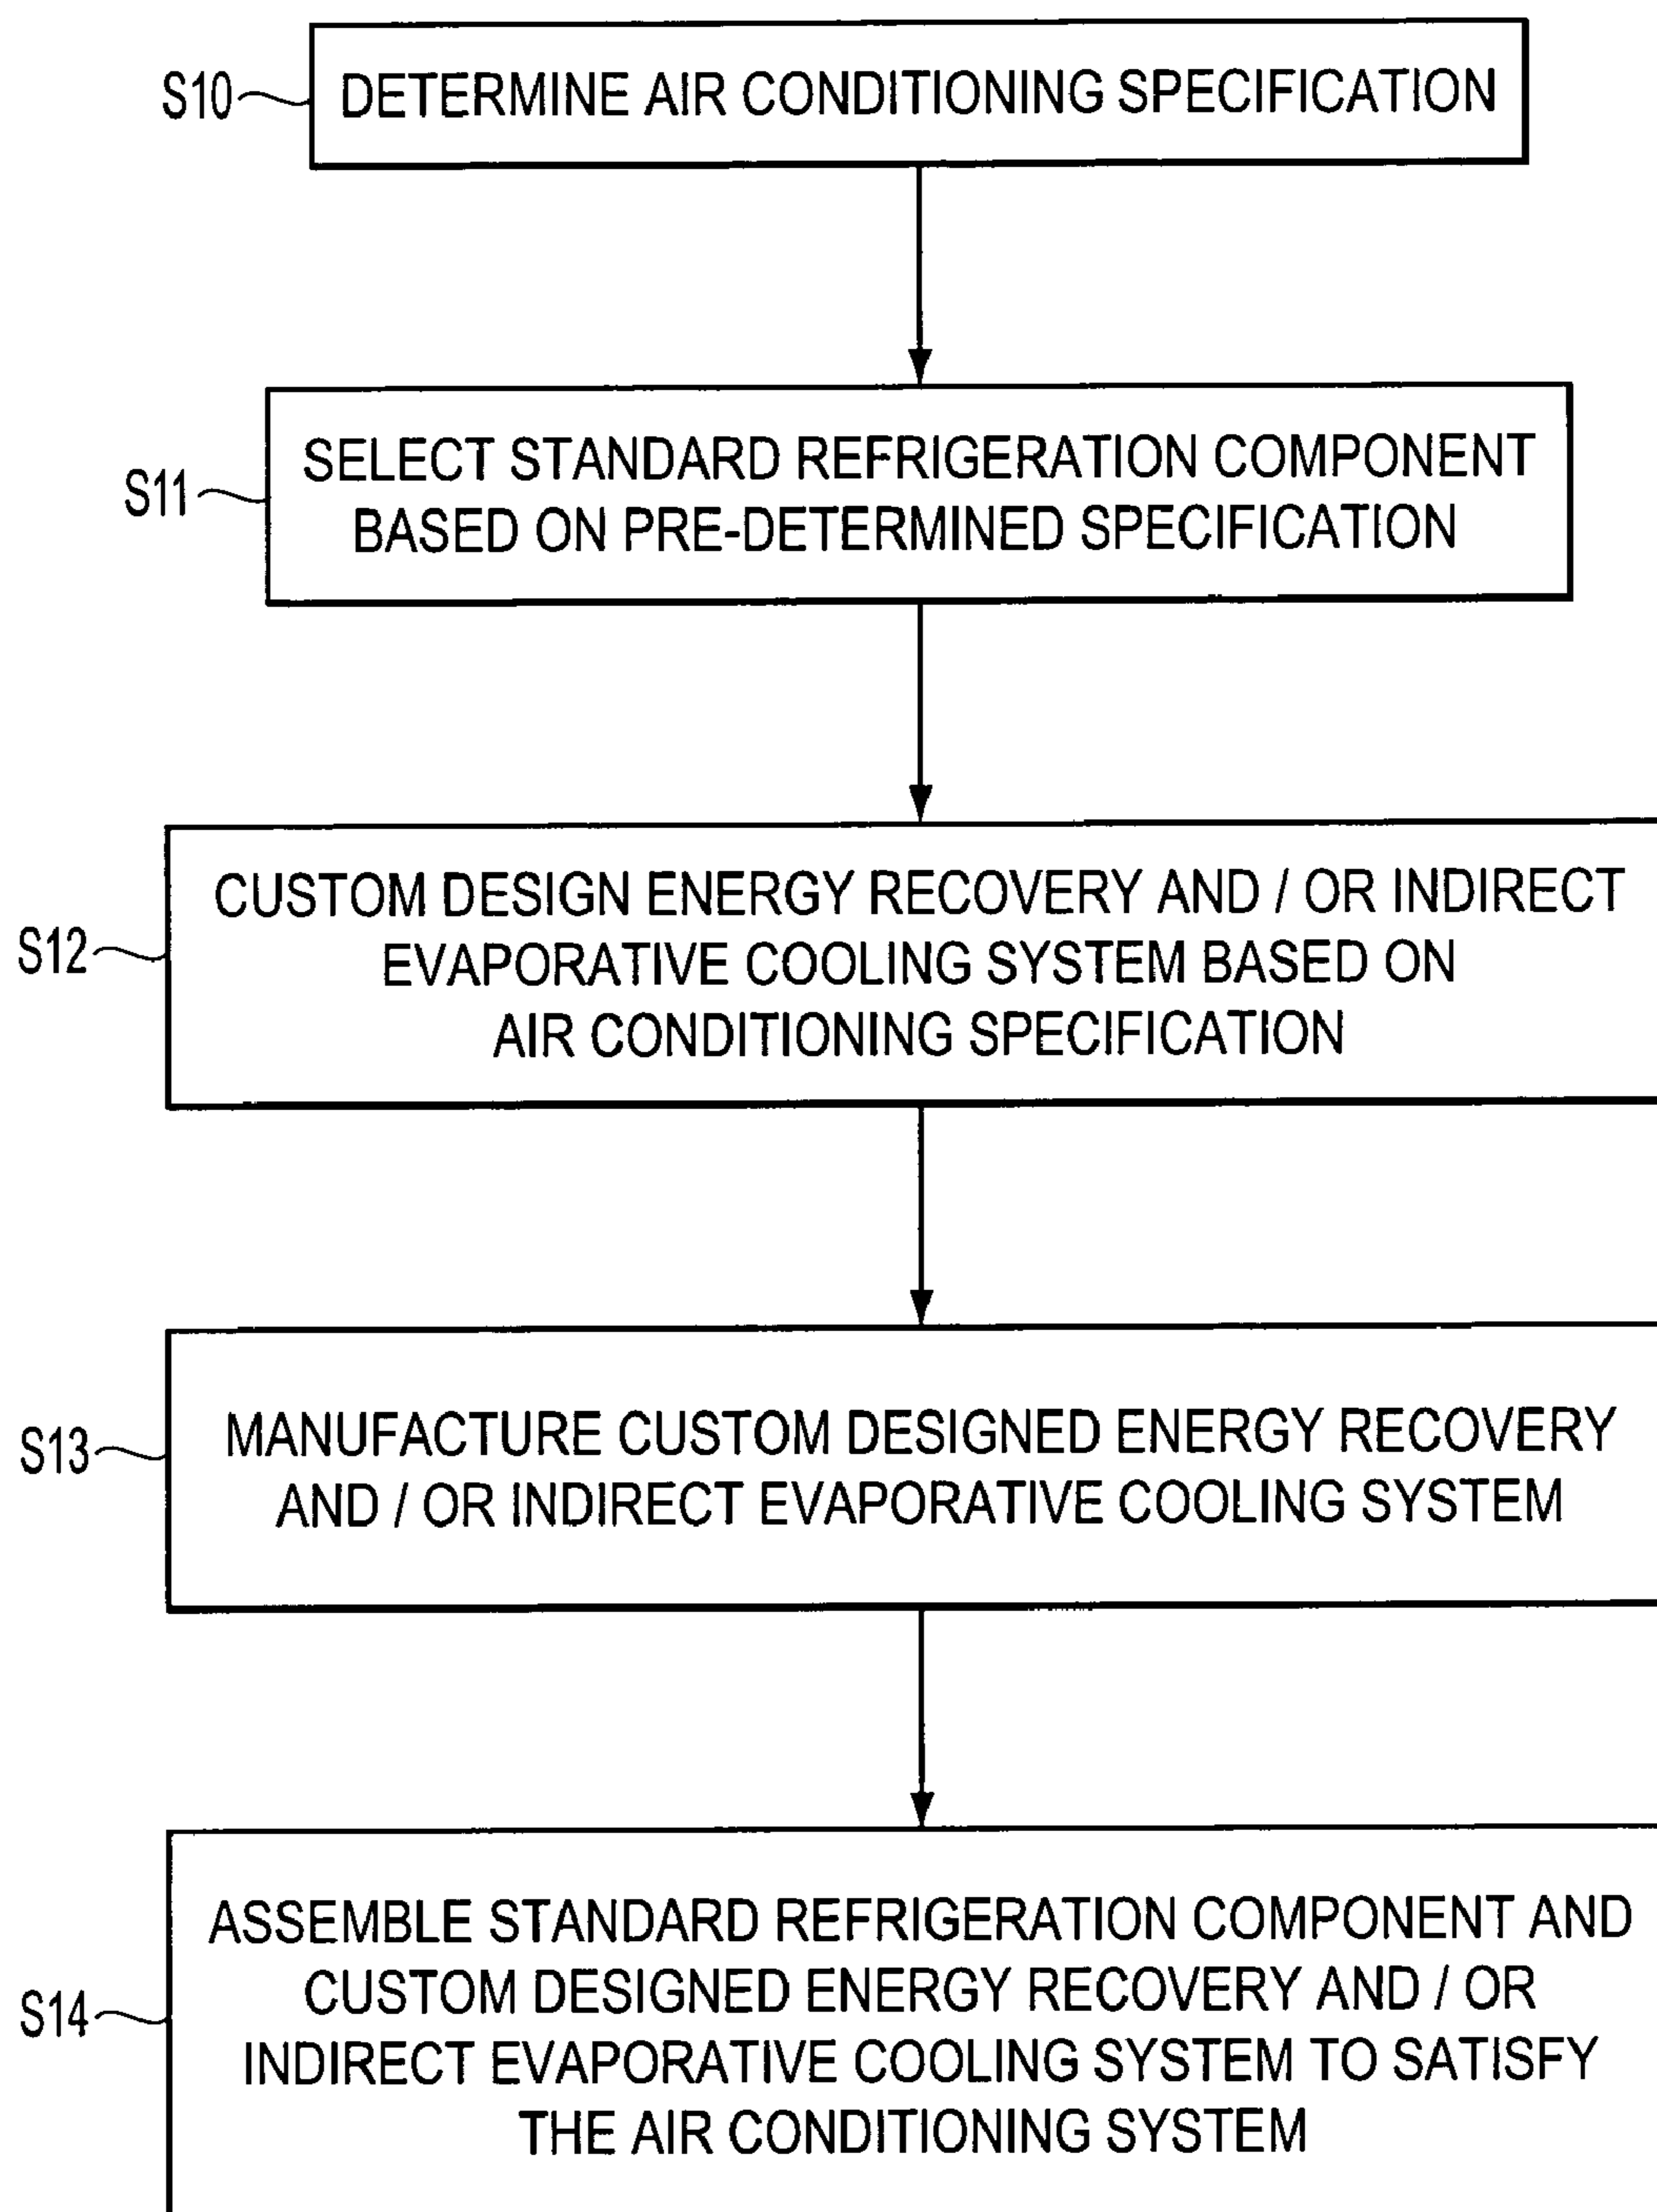 S10
DETERMINE AIR CONDITIONING SPECIFICATION
S11
SELECT STANDARD REFRIGERATION COMPONENT
BASED ON PRE-DETERMINED SPECIFICATION
S12
CUSTOM DESIGN ENERGY RECOVERY AND / OR INDIRECT
EVAPORATIVE COOLING SYSTEM BASED ON
AIR CONDITIONING SPECIFICATION
S13
MANUFACTURE CUSTOM DESIGNED ENERGY RECOVERY
AND / OR INDIRECT EVAPORATIVE COOLING SYSTEM
S14
ASSEMBLE STANDARD REFRIGERATION COMPONENT AND
CUSTOM DESIGNED ENERGY RECOVERY AND / OR
INDIRECT EVAPORATIVE COOLING SYSTEM TO SATISFY
THE AIR CONDITIONING SYSTEM